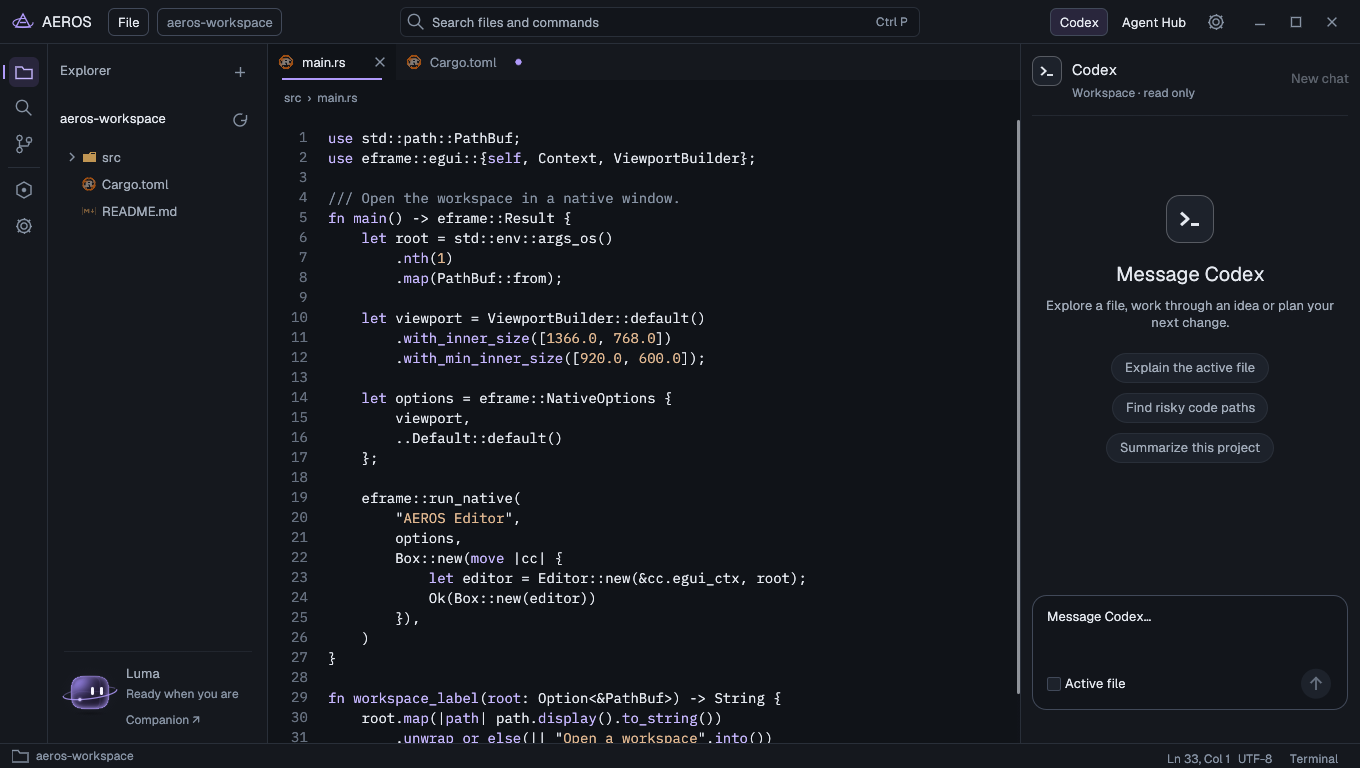 AEROS
File
aeros-workspace
Search files and commands
Ctrl P
Codex
Agent Hub
Explorer
aeros-workspace
src
Cargo.toml
README.md
Luma
Ready when you are
Companion ↗
main.rs
Cargo.toml
src › main.rs
1 use std::path::PathBuf;
2 use eframe::egui::{self, Context, ViewportBuilder};
3
4 /// Open the workspace in a native window.
5 fn main() -> eframe::Result {
6     let root = std::env::args_os()
7         .nth(1)
8         .map(PathBuf::from);
9
10     let viewport = ViewportBuilder::default()
11         .with_inner_size([1366.0, 768.0])
12         .with_min_inner_size([920.0, 600.0]);
13
14     let options = eframe::NativeOptions {
15         viewport,
16         ..Default::default()
17     };
18
19     eframe::run_native(
20         "AEROS Editor",
21         options,
22         Box::new(move |cc| {
23             let editor = Editor::new(&cc.egui_ctx, root);
24             Ok(Box::new(editor))
25         }),
26     )
27 }
28
29 fn workspace_label(root: Option<&PathBuf>) -> String {
30     root.map(|path| path.display().to_string())
31         .unwrap_or_else(|| "Open a workspace".into())
Codex
Workspace · read only
New chat
Message Codex
Explore a file, work through an idea or plan your
next change.
Explain the active file
Find risky code paths
Summarize this project
Message Codex…
Active file
aeros-workspace
Ln 33, Col 1
UTF-8
Terminal